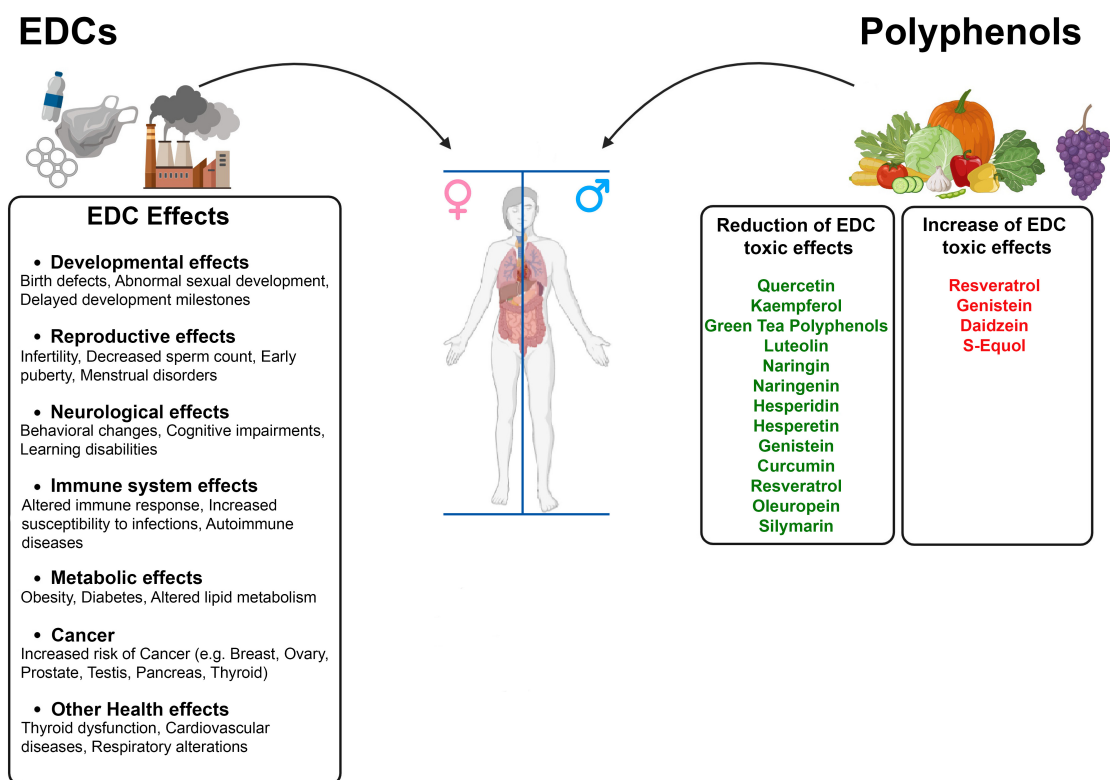 EDCs
Polyphenols
EDC Effects
• Developmental effects
Birth defects, Abnormal sexual development,
Delayed development milestones
• Reproductive effects
Infertility, Decreased sperm count, Early
puberty, Menstrual disorders
• Neurological effects
Behavioral changes, Cognitive impairments,
Learning disabilities
• Immune system effects
Altered immune response, Increased
susceptibility to infections, Autoimmune
diseases
• Metabolic effects
Obesity, Diabetes, Altered lipid metabolism
• Cancer
Increased risk of Cancer (e.g. Breast, Ovary,
Prostate, Testis, Pancreas, Thyroid)
• Other Health effects
Thyroid dysfunction, Cardiovascular
diseases, Respiratory alterations
♀
♂
Reduction of EDC
toxic effects
Quercetin
Kaempferol
Green Tea Polyphenols
Luteolin
Naringin
Naringenin
Hesperidin
Hesperetin
Genistein
Curcumin
Resveratrol
Oleuropein
Silymarin
Increase of EDC
toxic effects
Resveratrol
Genistein
Daidzein
S-Equol